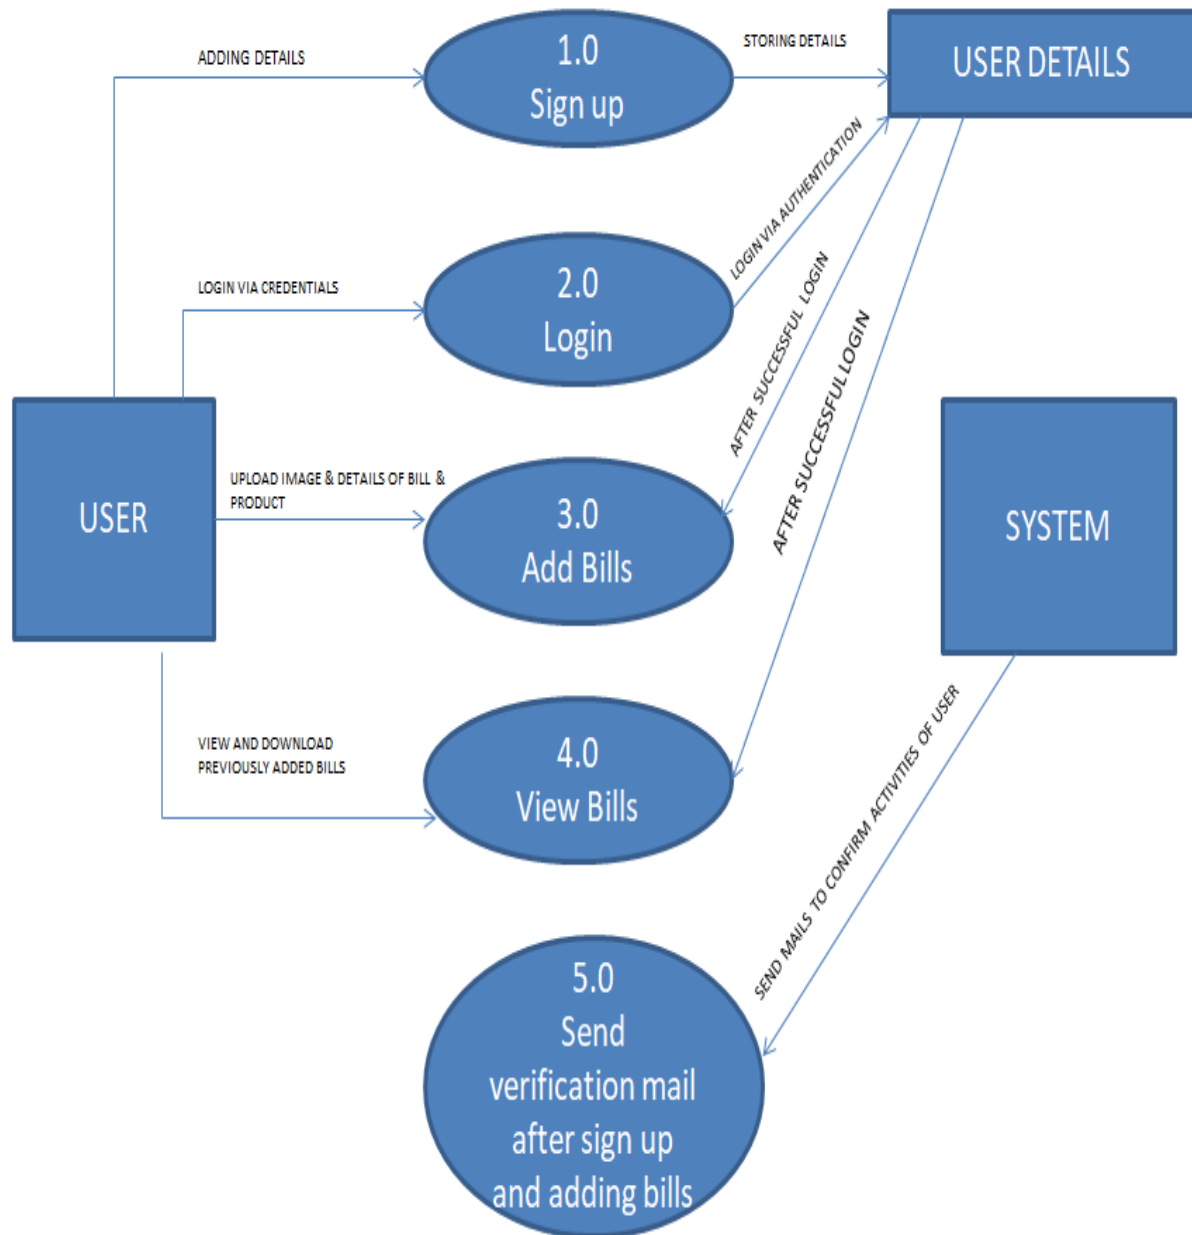 ADDING DETAILS
1.0
Sign up
STORING DETAILS
USER DETAILS
LOGIN VIA CREDENTIALS
2.0
Login
LOGIN VIA AUTHENTICATION
AFTER SUCCESSFUL LOGIN
AFTER SUCCESSFUL LOGIN
USER
UPLOAD IMAGE & DETAILS OF BILL &
PRODUCT
3.0
Add Bills
SYSTEM
VIEW AND DOWNLOAD
PREVIOUSLY ADDED BILLS
4.0
View Bills
SEND MAILS TO CONFIRM ACTIVITIES OF USER
5.0
Send
verification mail
after sign up
and adding bills